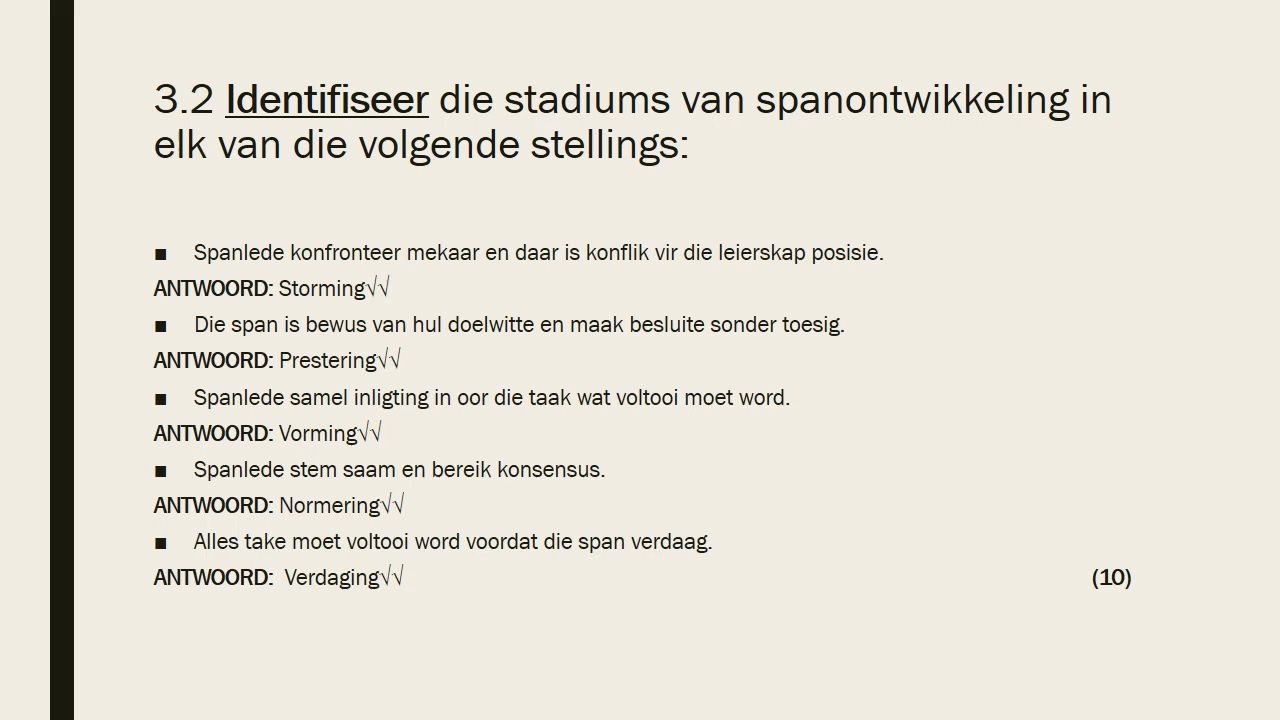 3.2 Identifiseer die stadiums van spanontwikkeling in
elk van die volgende stellings:
▪ Spanlede konfronteer mekaar en daar is konflik vir die leierskap posisie.
ANTWOORD: Storming√√
▪ Die span is bewus van hul doelwitte en maak besluite sonder toesig.
ANTWOORD: Prestering√√
▪ Spanlede samel inligting in oor die taak wat voltooi moet word.
ANTWOORD: Vorming√√
▪ Spanlede stem saam en bereik konsensus.
ANTWOORD: Normering√√
▪ Alles take moet voltooi word voordat die span verdaag.
ANTWOORD: Verdaging√√ (10)